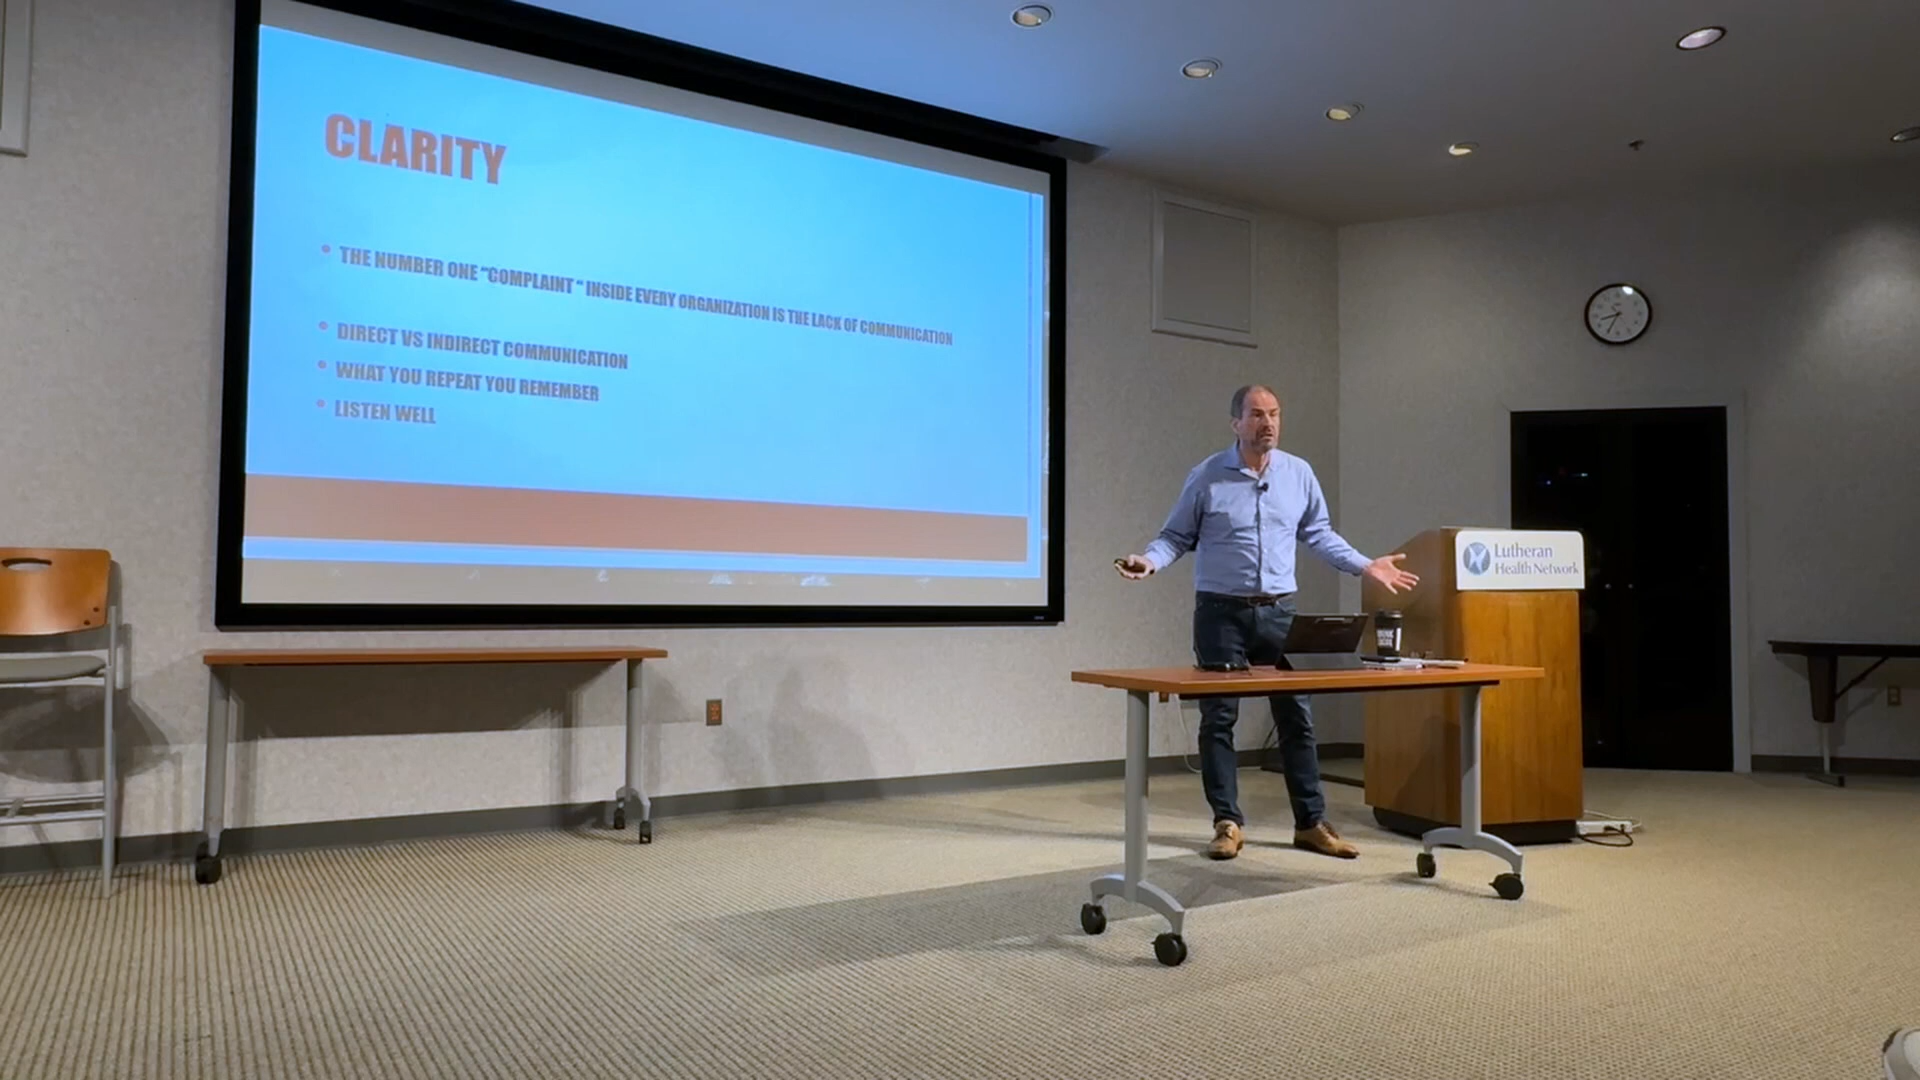 CLARITY
• THE NUMBER ONE "COMPLAINT" INSIDE EVERY ORGANIZATION IS THE LACK OF COMMUNICATION
• DIRECT VS INDIRECT COMMUNICATION
• WHAT YOU REPEAT YOU REMEMBER
• LISTEN WELL
Lutheran
Health Network